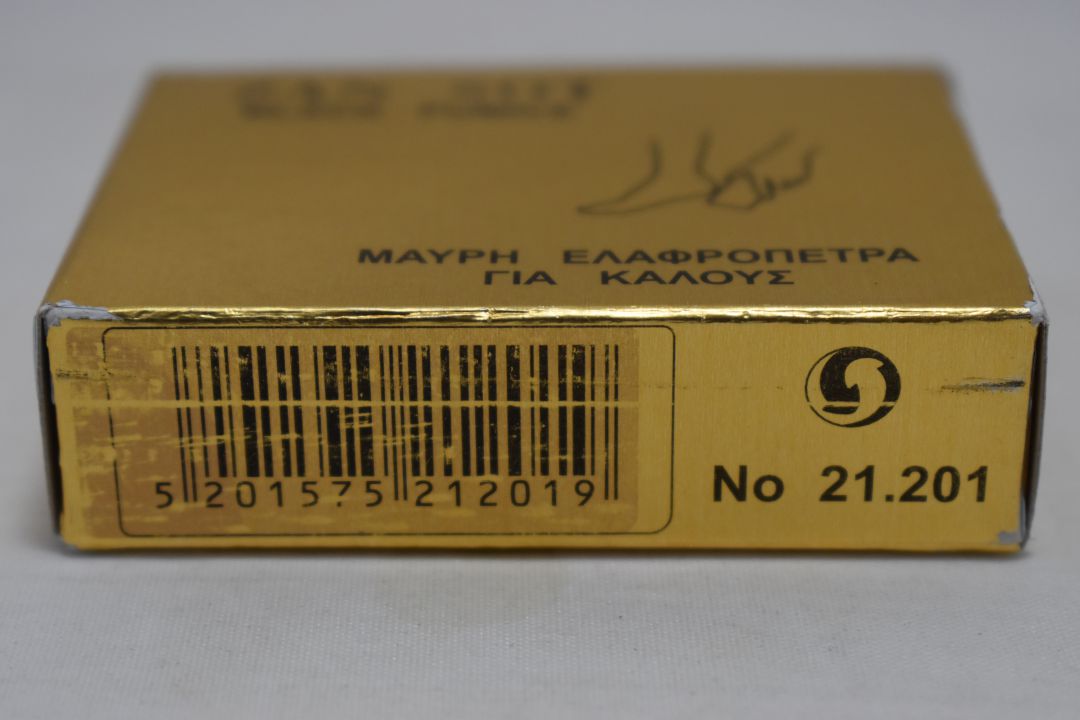 ΜΑΥΡΗ ΕΛΑΦΡΟΠΕΤΡΑ
ΓΙΑ ΚΑΛΟΥΣ
5 201575 212019
No 21.201